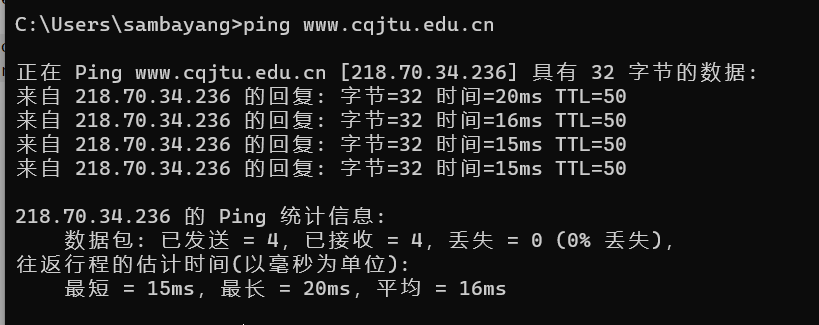 C:\Users\sambayang>ping www.cqjtu.edu.cn
正在 Ping www.cqjtu.edu.cn [218.70.34.236] 具有 32 字节的数据:
来自 218.70.34.236 的回复: 字节=32 时间=20ms TTL=50
来自 218.70.34.236 的回复: 字节=32 时间=16ms TTL=50
来自 218.70.34.236 的回复: 字节=32 时间=15ms TTL=50
来自 218.70.34.236 的回复: 字节=32 时间=15ms TTL=50
218.70.34.236 的 Ping 统计信息:
数据包: 已发送 = 4, 已接收 = 4, 丢失 = 0 (0% 丢失),
往返行程的估计时间(以毫秒为单位):
最短 = 15ms, 最长 = 20ms, 平均 = 16ms